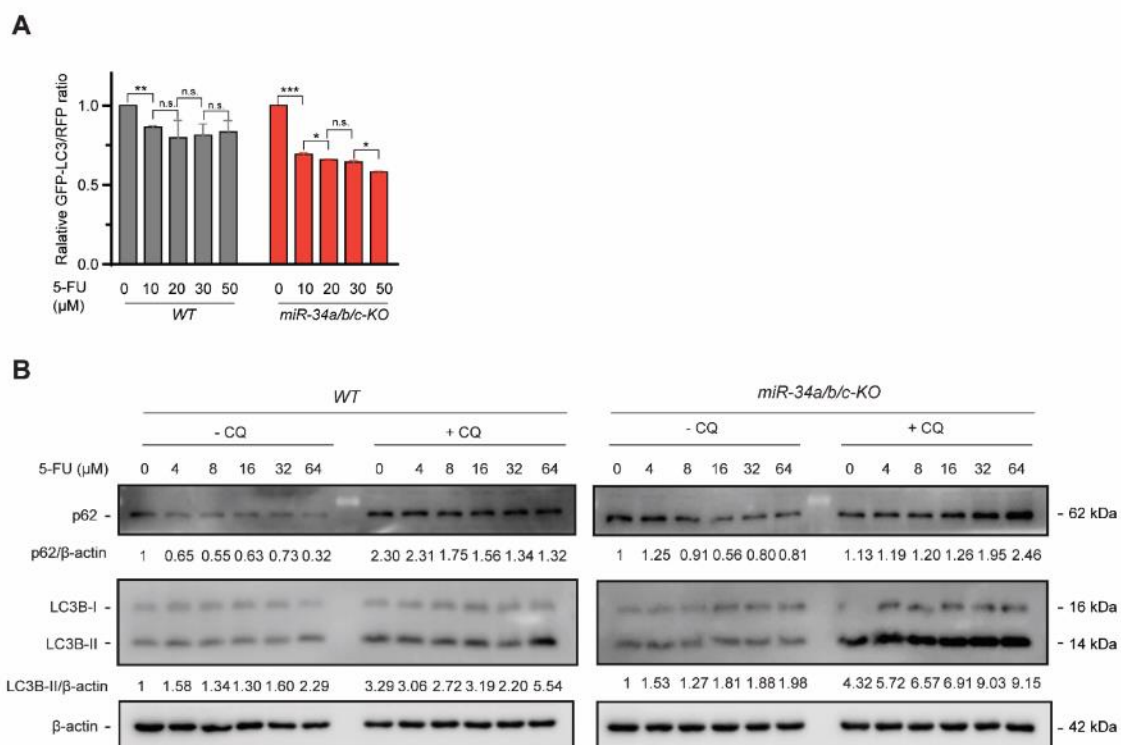 A
Ralative GFP-LC3/RFP ratio
1.0
0.5
0.0
** n.s. n.s. n.s.
*** * n.s. *
5-FU (µM)
0 10 20 30 50 0 10 20 30 50
WT miR-34a/b/c-KO
B
WT miR-34a/b/c-KO
- CQ + CQ - CQ + CQ
5-FU (µM) 0 4 8 16 32 64 0 4 8 16 32 64 0 4 8 16 32 64 0 4 8 16 32 64
p62 - - 62 kDa
p62/β-actin 1 0.65 0.55 0.63 0.73 0.32 2.30 2.31 1.75 1.56 1.34 1.32 1 1.25 0.91 0.56 0.80 0.81 1.13 1.19 1.20 1.26 1.95 2.46
LC3B-I - - 16 kDa
LC3B-II - - 14 kDa
LC3B-II/β-actin 1 1.58 1.34 1.30 1.60 2.29 3.29 3.06 2.72 3.19 2.20 5.54 1 1.53 1.27 1.81 1.88 1.98 4.32 5.72 6.57 6.91 9.03 9.15
β-actin - - 42 kDa